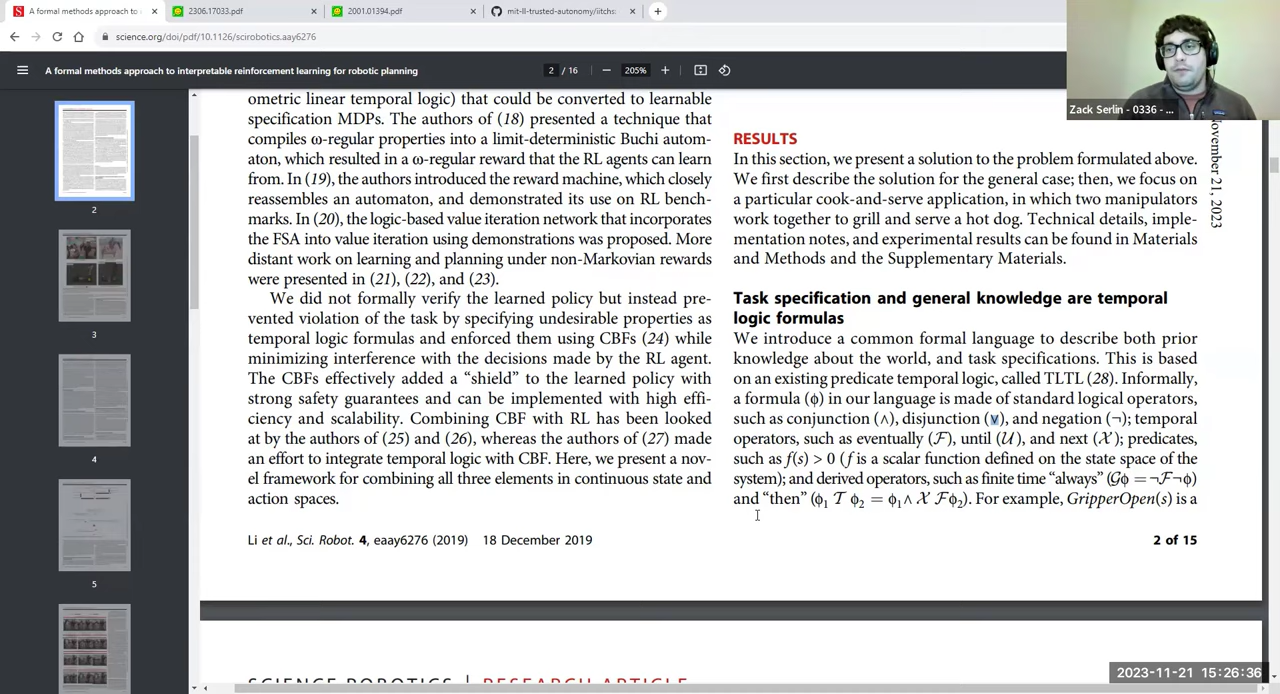 A formal methods approach to i
2306.17033.pdf
2001.01394.pdf
mit-ll-trusted-autonomy/iitchs:
science.org/doi/pdf/10.1126/scirobotics.aay6276
A formal methods approach to interpretable reinforcement learning for robotic planning
2 / 16
205%
Zack Serlin - 0336 - ...
2
3
4
5
ometric linear temporal logic) that could be converted to learnable
specification MDPs. The authors of (18) presented a technique that
compiles ω-regular properties into a limit-deterministic Buchi autom-
aton, which resulted in a ω-regular reward that the RL agents can learn
from. In (19), the authors introduced the reward machine, which closely
reassembles an automaton, and demonstrated its use on RL bench-
marks. In (20), the logic-based value iteration network that incorporates
the FSA into value iteration using demonstrations was proposed. More
distant work on learning and planning under non-Markovian rewards
were presented in (21), (22), and (23).
We did not formally verify the learned policy but instead pre-
vented violation of the task by specifying undesirable properties as
temporal logic formulas and enforced them using CBFs (24) while
minimizing interference with the decisions made by the RL agent.
The CBFs effectively added a “shield” to the learned policy with
strong safety guarantees and can be implemented with high effi-
ciency and scalability. Combining CBF with RL has been looked
at by the authors of (25) and (26), whereas the authors of (27) made
an effort to integrate temporal logic with CBF. Here, we present a nov-
el framework for combining all three elements in continuous state and
action spaces.
RESULTS
In this section, we present a solution to the problem formulated above.
We first describe the solution for the general case; then, we focus on
a particular cook-and-serve application, in which two manipulators
work together to grill and serve a hot dog. Technical details, imple-
mentation notes, and experimental results can be found in Materials
and Methods and the Supplementary Materials.
Task specification and general knowledge are temporal
logic formulas
We introduce a common formal language to describe both prior
knowledge about the world, and task specifications. This is based
on an existing predicate temporal logic, called TLTL (28). Informally,
a formula (ϕ) in our language is made of standard logical operators,
such as conjunction (∧), disjunction (∨), and negation (¬); temporal
operators, such as eventually (ℱ), until (𝒰), and next (𝒳); predicates,
such as f(s) > 0 (f is a scalar function defined on the state space of the
system); and derived operators, such as finite time “always” (𝒢ϕ = ¬ℱ¬ϕ)
and “then” (ϕ₁ 𝒯 ϕ₂ = ϕ₁∧ 𝒳 ℱϕ₂). For example, GripperOpen(s) is a
November 21, 2023
Li et al., Sci. Robot. 4, eaay6276 (2019) 18 December 2019
2 of 15
SCIENCE ROBOTICS | RESEARCH ARTICLE
2023-11-21 15:26:36